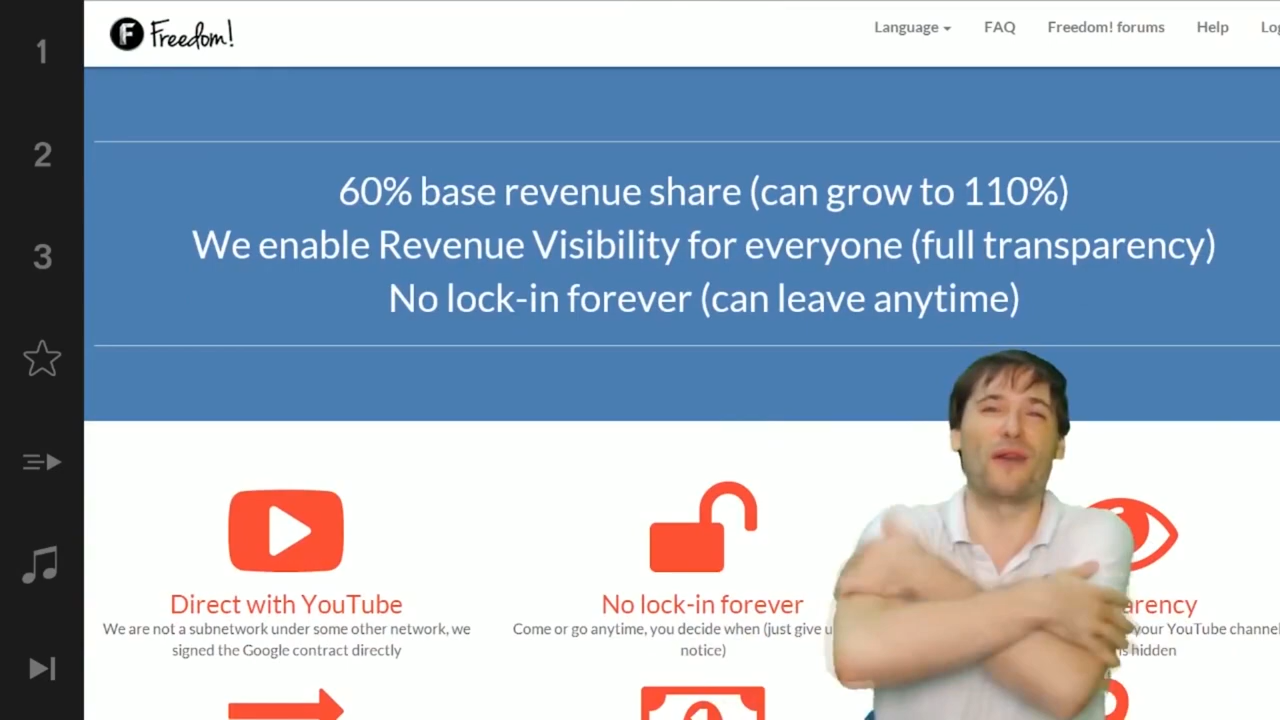 Freedom!
Language
FAQ
Freedom! forums
Help
1
2
3
60% base revenue share (can grow to 110%)
We enable Revenue Visibility for everyone (full transparency)
No lock-in forever (can leave anytime)
Direct with YouTube
We are not a subnetwork under some other network, we
signed the Google contract directly
No lock-in forever
Come or go anytime, you decide when (just give
notice)
your YouTube channel
is hidden